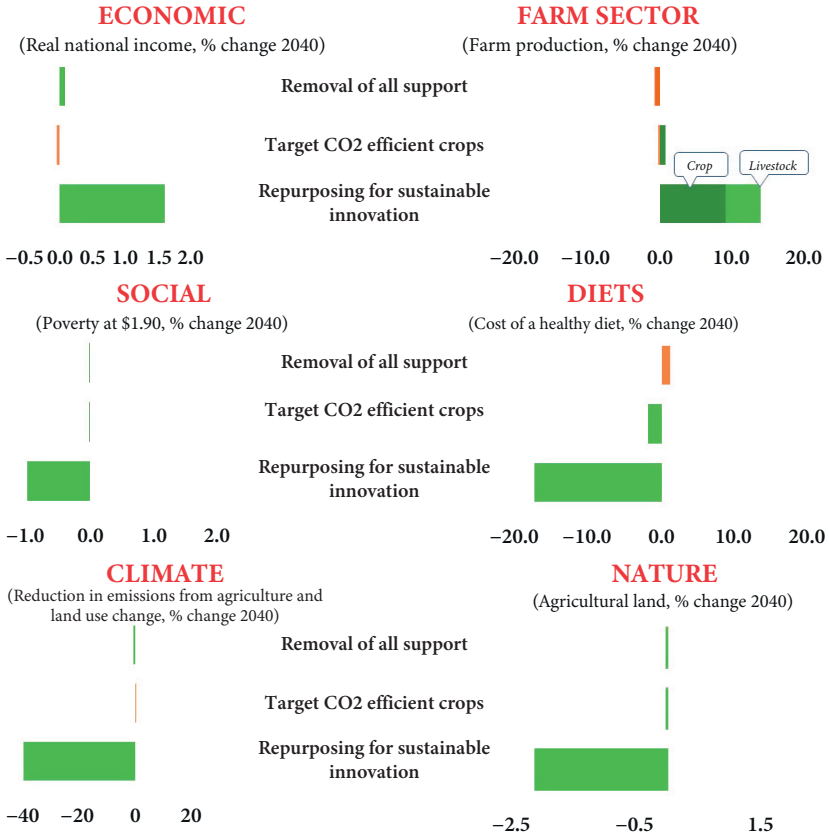 ECONOMIC
(Real national income, % change 2040)
FARM SECTOR
(Farm production, % change 2040)
Removal of all support
Target CO2 efficient crops
Repurposing for sustainable
innovation
Crop
Livestock
−0.5 0.0 0.5 1.0 1.5 2.0
−20.0 −10.0 0.0 10.0 20.0
SOCIAL
(Poverty at $1.90, % change 2040)
DIETS
(Cost of a healthy diet, % change 2040)
Removal of all support
Target CO2 efficient crops
Repurposing for sustainable
innovation
−1.0 0.0 1.0 2.0
−20.0 −10.0 0.0 10.0 20.0
CLIMATE
(Reduction in emissions from agriculture and
land use change, % change 2040)
NATURE
(Agricultural land, % change 2040)
Removal of all support
Target CO2 efficient crops
Repurposing for sustainable
innovation
−40 −20 0 20
−2.5 −0.5 1.5